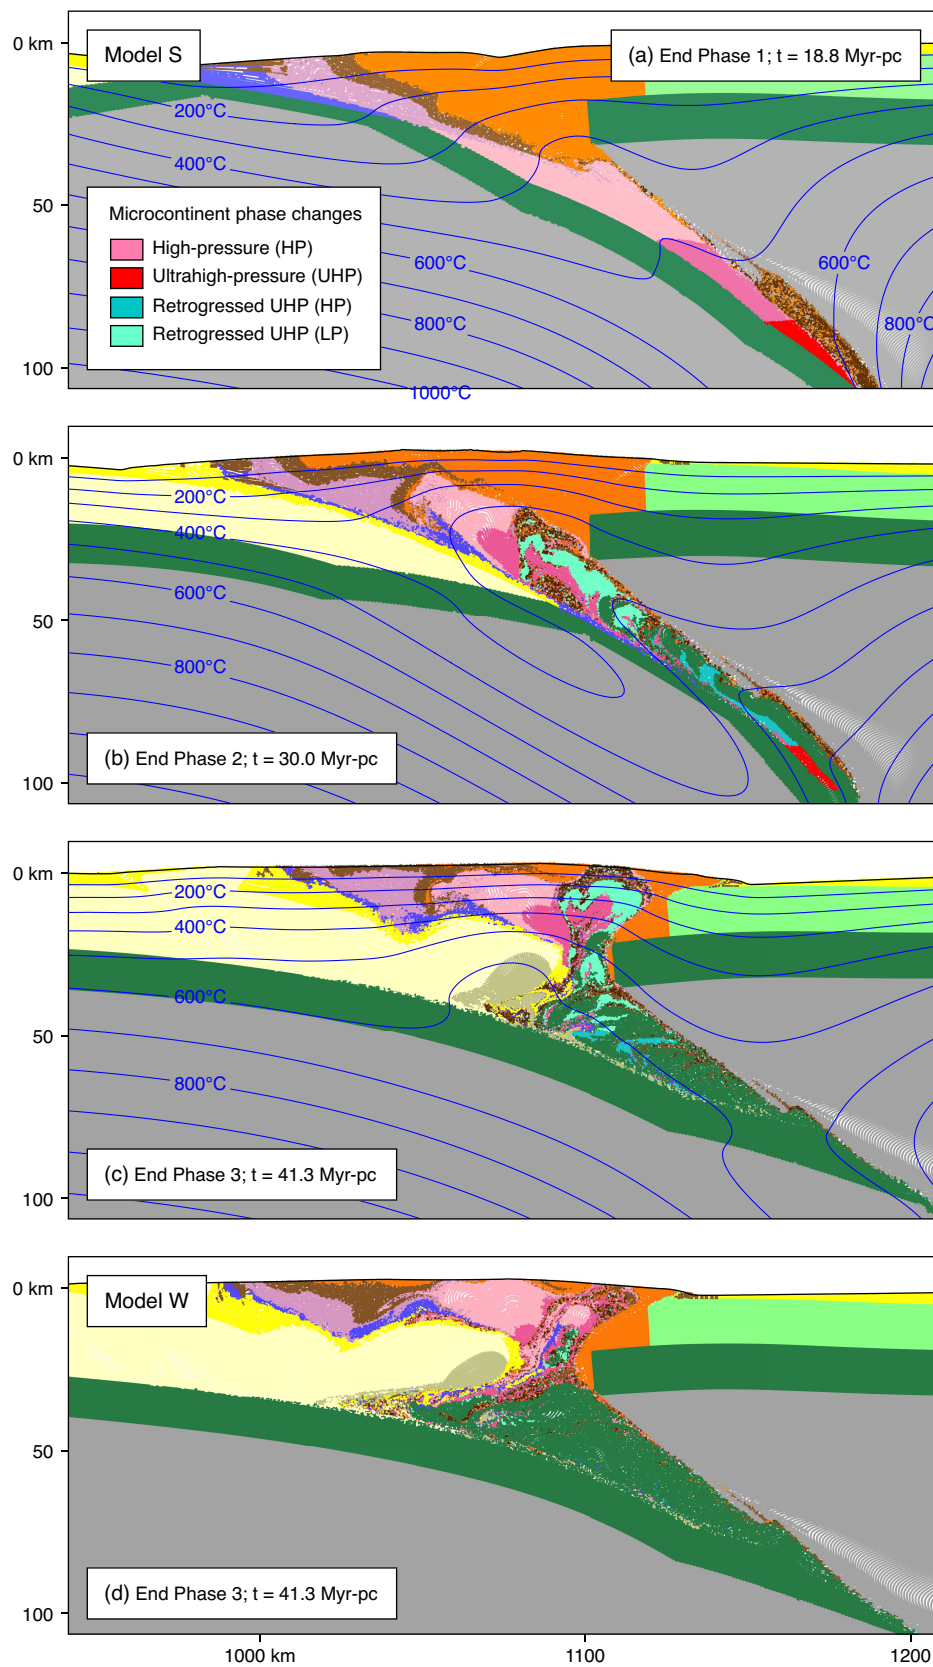 0 km
Model S
(a) End Phase 1; t = 18.8 Myr-pc
200°C
400°C
50
Microcontinent phase changes
High-pressure (HP)
Ultrahigh-pressure (UHP)
Retrogressed UHP (HP)
Retrogressed UHP (LP)
600°C
600°C
800°C
800°C
100
1000°C
0 km
200°C
400°C
600°C
50
800°C
(b) End Phase 2; t = 30.0 Myr-pc
100
0 km
200°C
400°C
600°C
50
800°C
(c) End Phase 3; t = 41.3 Myr-pc
100
0 km
Model W
50
(d) End Phase 3; t = 41.3 Myr-pc
100
1000 km
1100
1200